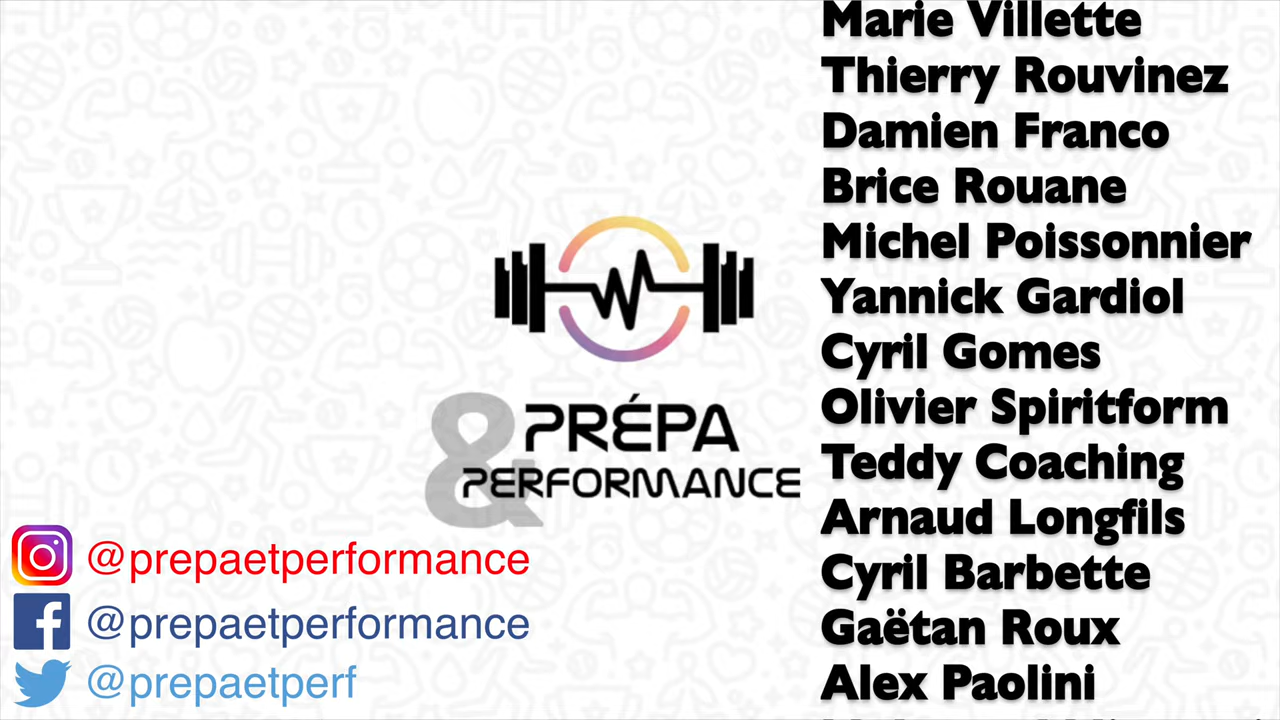 Marie Villette
Thierry Rouvinez
Damien Franco
Brice Rouane
Michel Poissonnier
Yannick Gardiol
Cyril Gomes
Olivier Spiritform
Teddy Coaching
Arnaud Longfils
Cyril Barbette
Gaëtan Roux
Alex Paolini
PRÉPA
&
PERFORMANCE
@prepaetperformance
@prepaetperformance
@prepaetperf